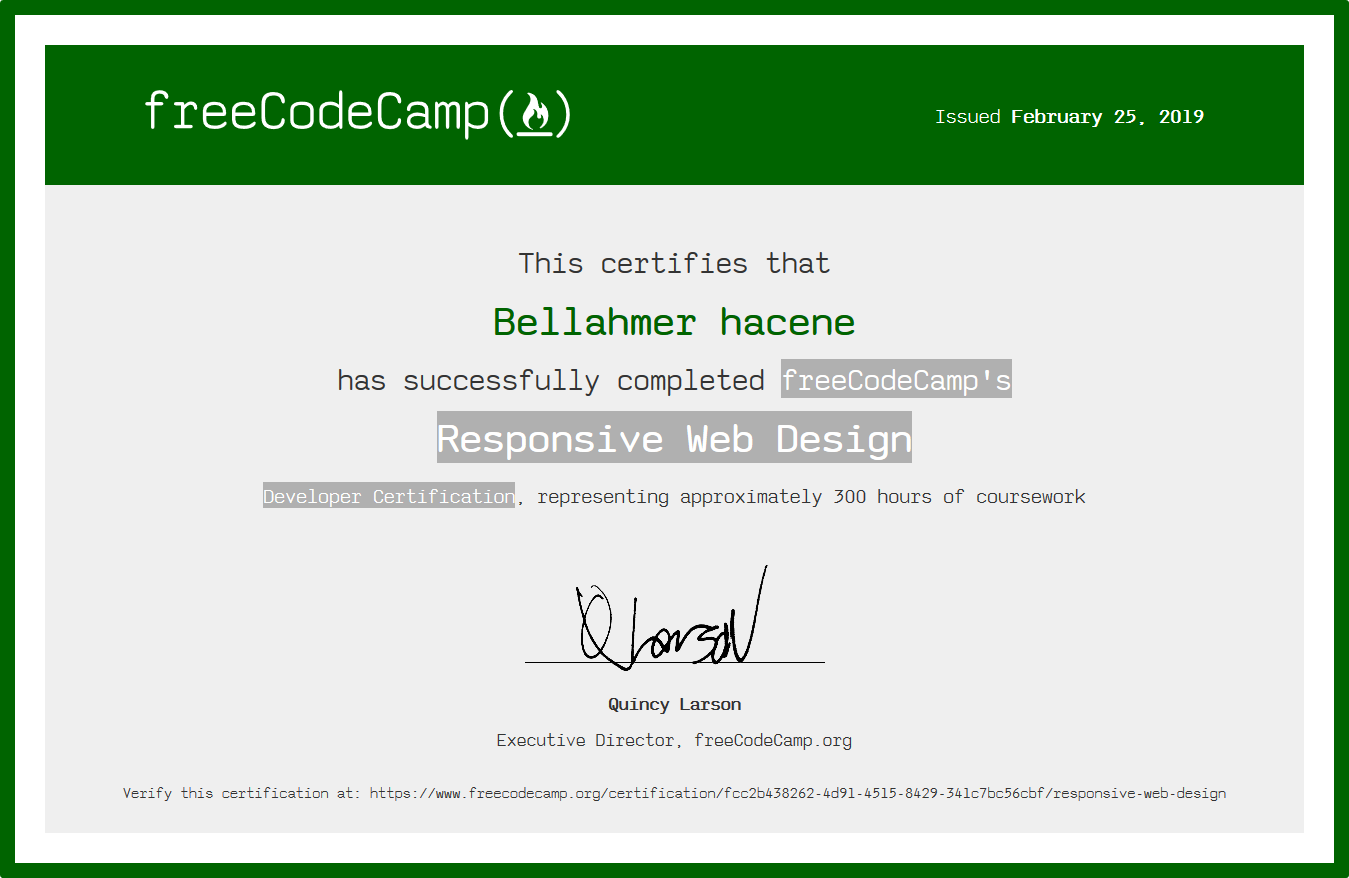 freeCodeCamp(🔥)
Issued February 25, 2019
This certifies that
Bellahmer hacene
has successfully completed freeCodeCamp's
Responsive Web Design
Developer Certification, representing approximately 300 hours of coursework
Q Larson
Quincy Larson
Executive Director, freeCodeCamp.org
Verify this certification at: https://www.freecodecamp.org/certification/fcc2b438262-4d91-4515-8429-341c7bc56cbf/responsive-web-design